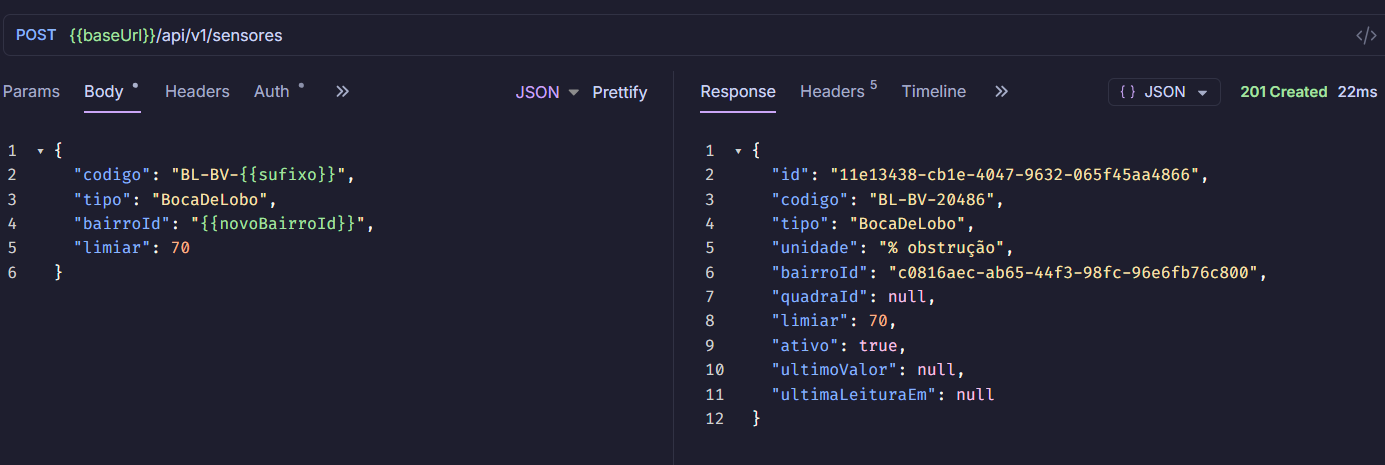 POST {{baseUrl}}/api/v1/sensores </>
Params Body Headers Auth >> JSON Prettify
1 {
2 "codigo": "BL-BV-{{sufixo}}",
3 "tipo": "BocaDeLobo",
4 "bairroId": "{{novoBairroId}}",
5 "limiar": 70
6 }
Response Headers 5 Timeline >> { } JSON 201 Created 22ms
1 {
2 "id": "11e13438-cb1e-4047-9632-065f45aa4866",
3 "codigo": "BL-BV-20486",
4 "tipo": "BocaDeLobo",
5 "unidade": "% obstrução",
6 "bairroId": "c0816aec-ab65-44f3-98fc-96e6fb76c800",
7 "quadraId": null,
8 "limiar": 70,
9 "ativo": true,
10 "ultimoValor": null,
11 "ultimaLeituraEm": null
12 }